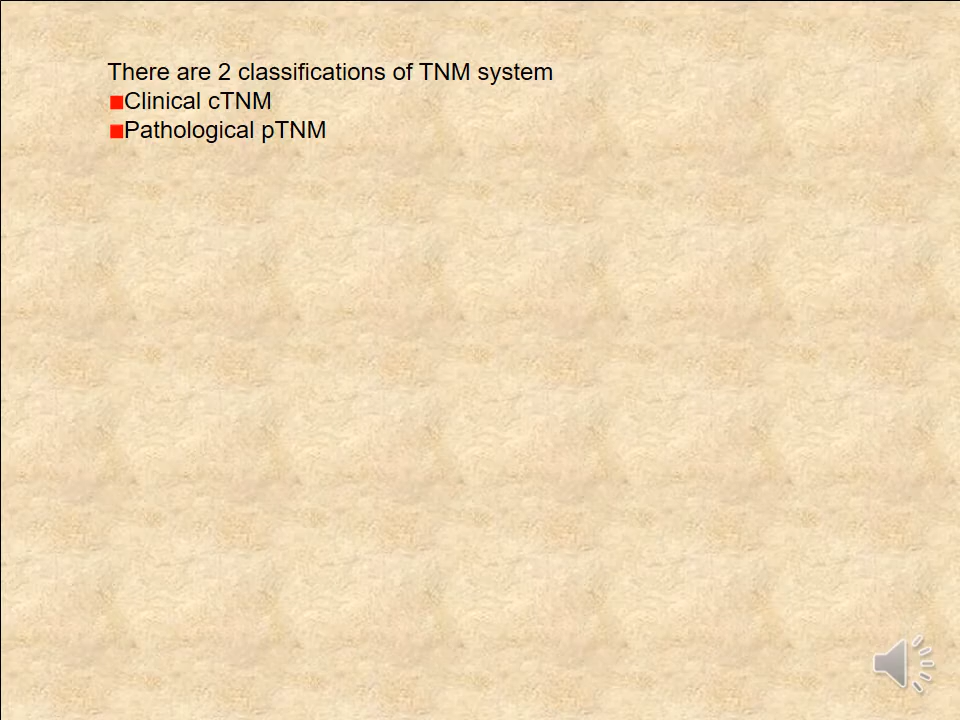 There are 2 classifications of TNM system
■Clinical cTNM
■Pathological pTNM